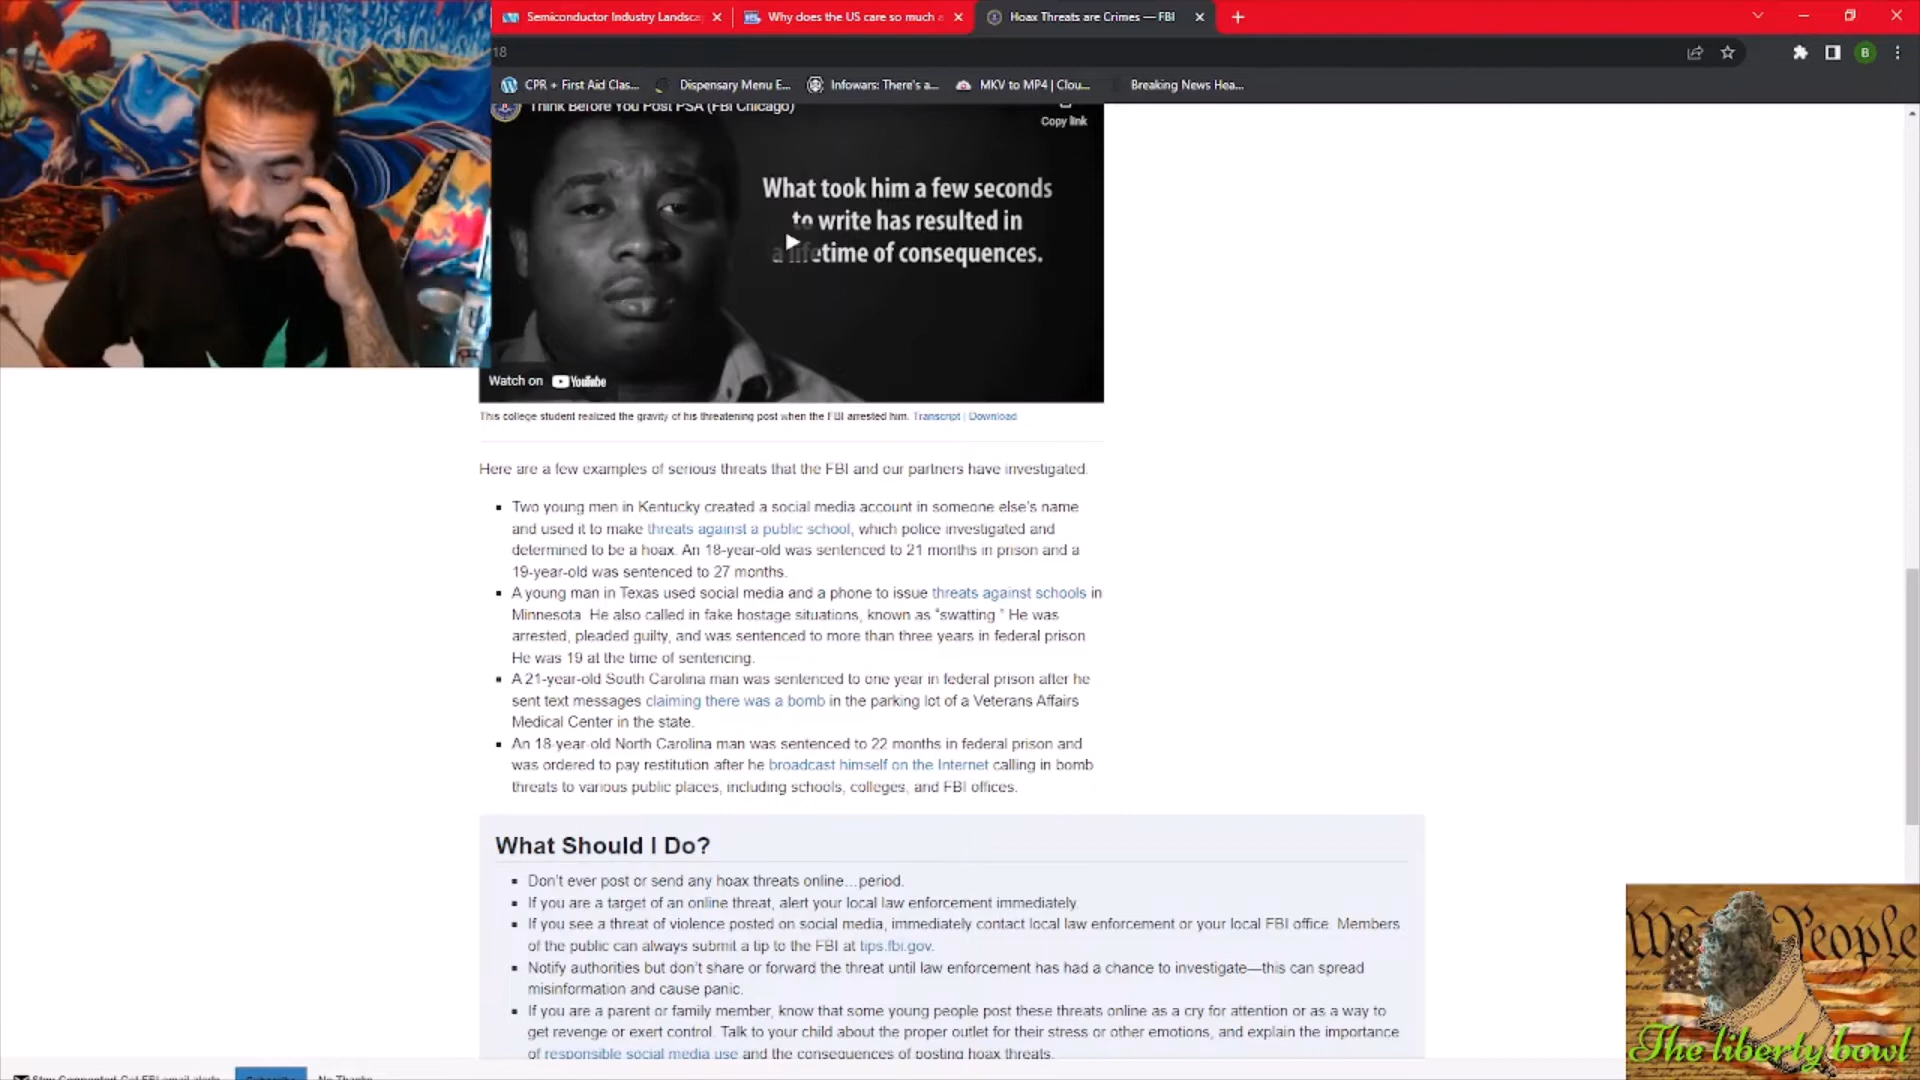 Semiconductor Industry Landsca
Why does the US care so much a
Hoax Threats are Crimes — FBI
18
B
CPR + First Aid Clas...
Dispensary Menu E...
Infowars: There's a...
MKV to MP4 | Clou...
Breaking News Hea...
Think Before You Post PSA (FBI Chicago)
Copy link
What took him a few seconds
to write has resulted in
a lifetime of consequences.
Watch on YouTube
This college student realized the gravity of his threatening post when the FBI arrested him. Transcript | Download
Here are a few examples of serious threats that the FBI and our partners have investigated.
Two young men in Kentucky created a social media account in someone else's name
and used it to make threats against a public school, which police investigated and
determined to be a hoax. An 18-year-old was sentenced to 21 months in prison and a
19-year-old was sentenced to 27 months.
A young man in Texas used social media and a phone to issue threats against schools in
Minnesota. He also called in fake hostage situations, known as "swatting." He was
arrested, pleaded guilty, and was sentenced to more than three years in federal prison.
He was 19 at the time of sentencing.
A 21-year-old South Carolina man was sentenced to one year in federal prison after he
sent text messages claiming there was a bomb in the parking lot of a Veterans Affairs
Medical Center in the state.
An 18-year-old North Carolina man was sentenced to 22 months in federal prison and
was ordered to pay restitution after he broadcast himself on the Internet calling in bomb
threats to various public places, including schools, colleges, and FBI offices.
What Should I Do?
Don't ever post or send any hoax threats online...period.
If you are a target of an online threat, alert your local law enforcement immediately.
If you see a threat of violence posted on social media, immediately contact local law enforcement or your local FBI office. Members
of the public can always submit a tip to the FBI at tips.fbi.gov.
Notify authorities but don't share or forward the threat until law enforcement has had a chance to investigate—this can spread
misinformation and cause panic.
If you are a parent or family member, know that some young people post these threats online as a cry for attention or as a way to
get revenge or exert control. Talk to your child about the proper outlet for their stress or other emotions, and explain the importance
of responsible social media use and the consequences of posting hoax threats.
Stay Connected Get FBI email alerts Subscribe No Thanks
We the People
The liberty bowl